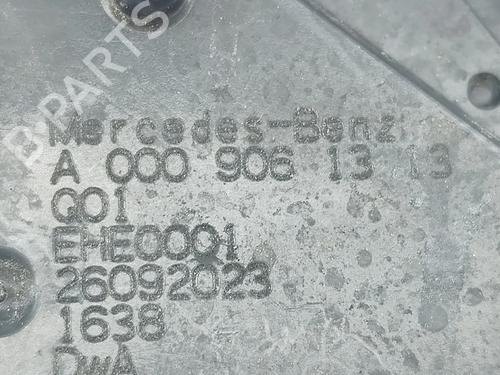 B-PARTS
Mercedes-Benz
A 000 906 13 13
Q01
EHE0001
26092023
1638
DWA